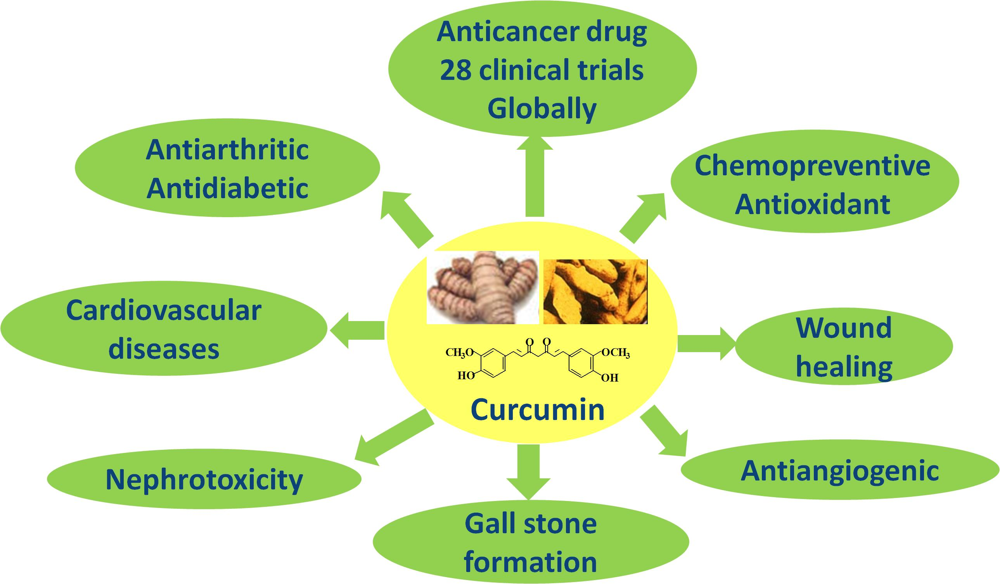 Anticancer drug
28 clinical trials
Globally
Antiarthritic
Antidiabetic
Chemopreventive
Antioxidant
Cardiovascular
diseases
Wound
healing
O O
CH₃O OCH₃
HO OH
Curcumin
Nephrotoxicity
Antiangiogenic
Gall stone
formation